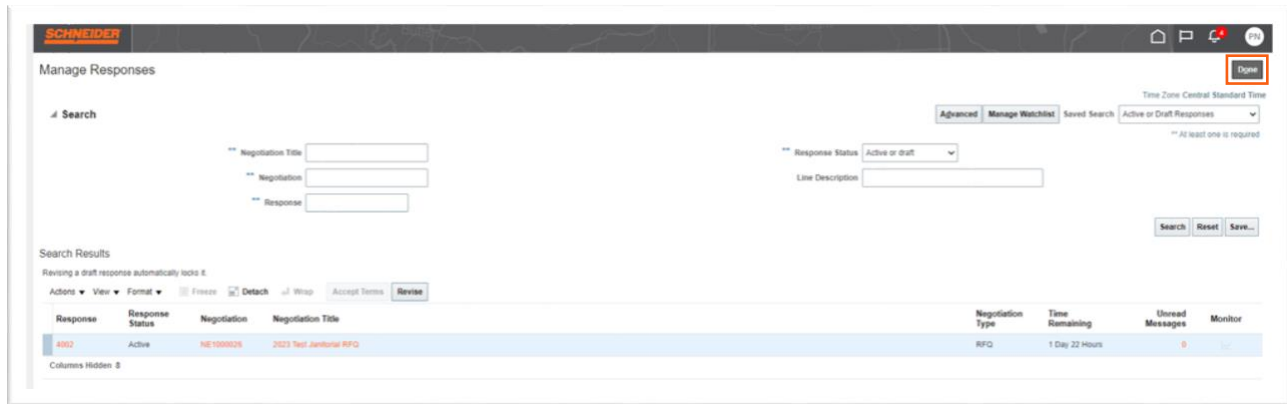 SCHNEIDER
4
PN
Manage Responses
Done
Time Zone Central Standard Time
Search
Advanced Manage Watchlist Saved Search Active or Draft Responses
** At least one is required
** Negotiation Title
** Response Status Active or draft
** Negotiation
Line Description
** Response
Search Reset Save...
Search Results
Revising a draft response automatically locks it.
Actions View Format Freeze Detach Wrap Accept Terms Revise
Response Response Status Negotiation Negotiation Title Negotiation Type Time Remaining Unread Messages Monitor
4002 Active NE1000026 2023 Test Janitorial RFQ RFQ 1 Day 22 Hours 0
Columns Hidden 8